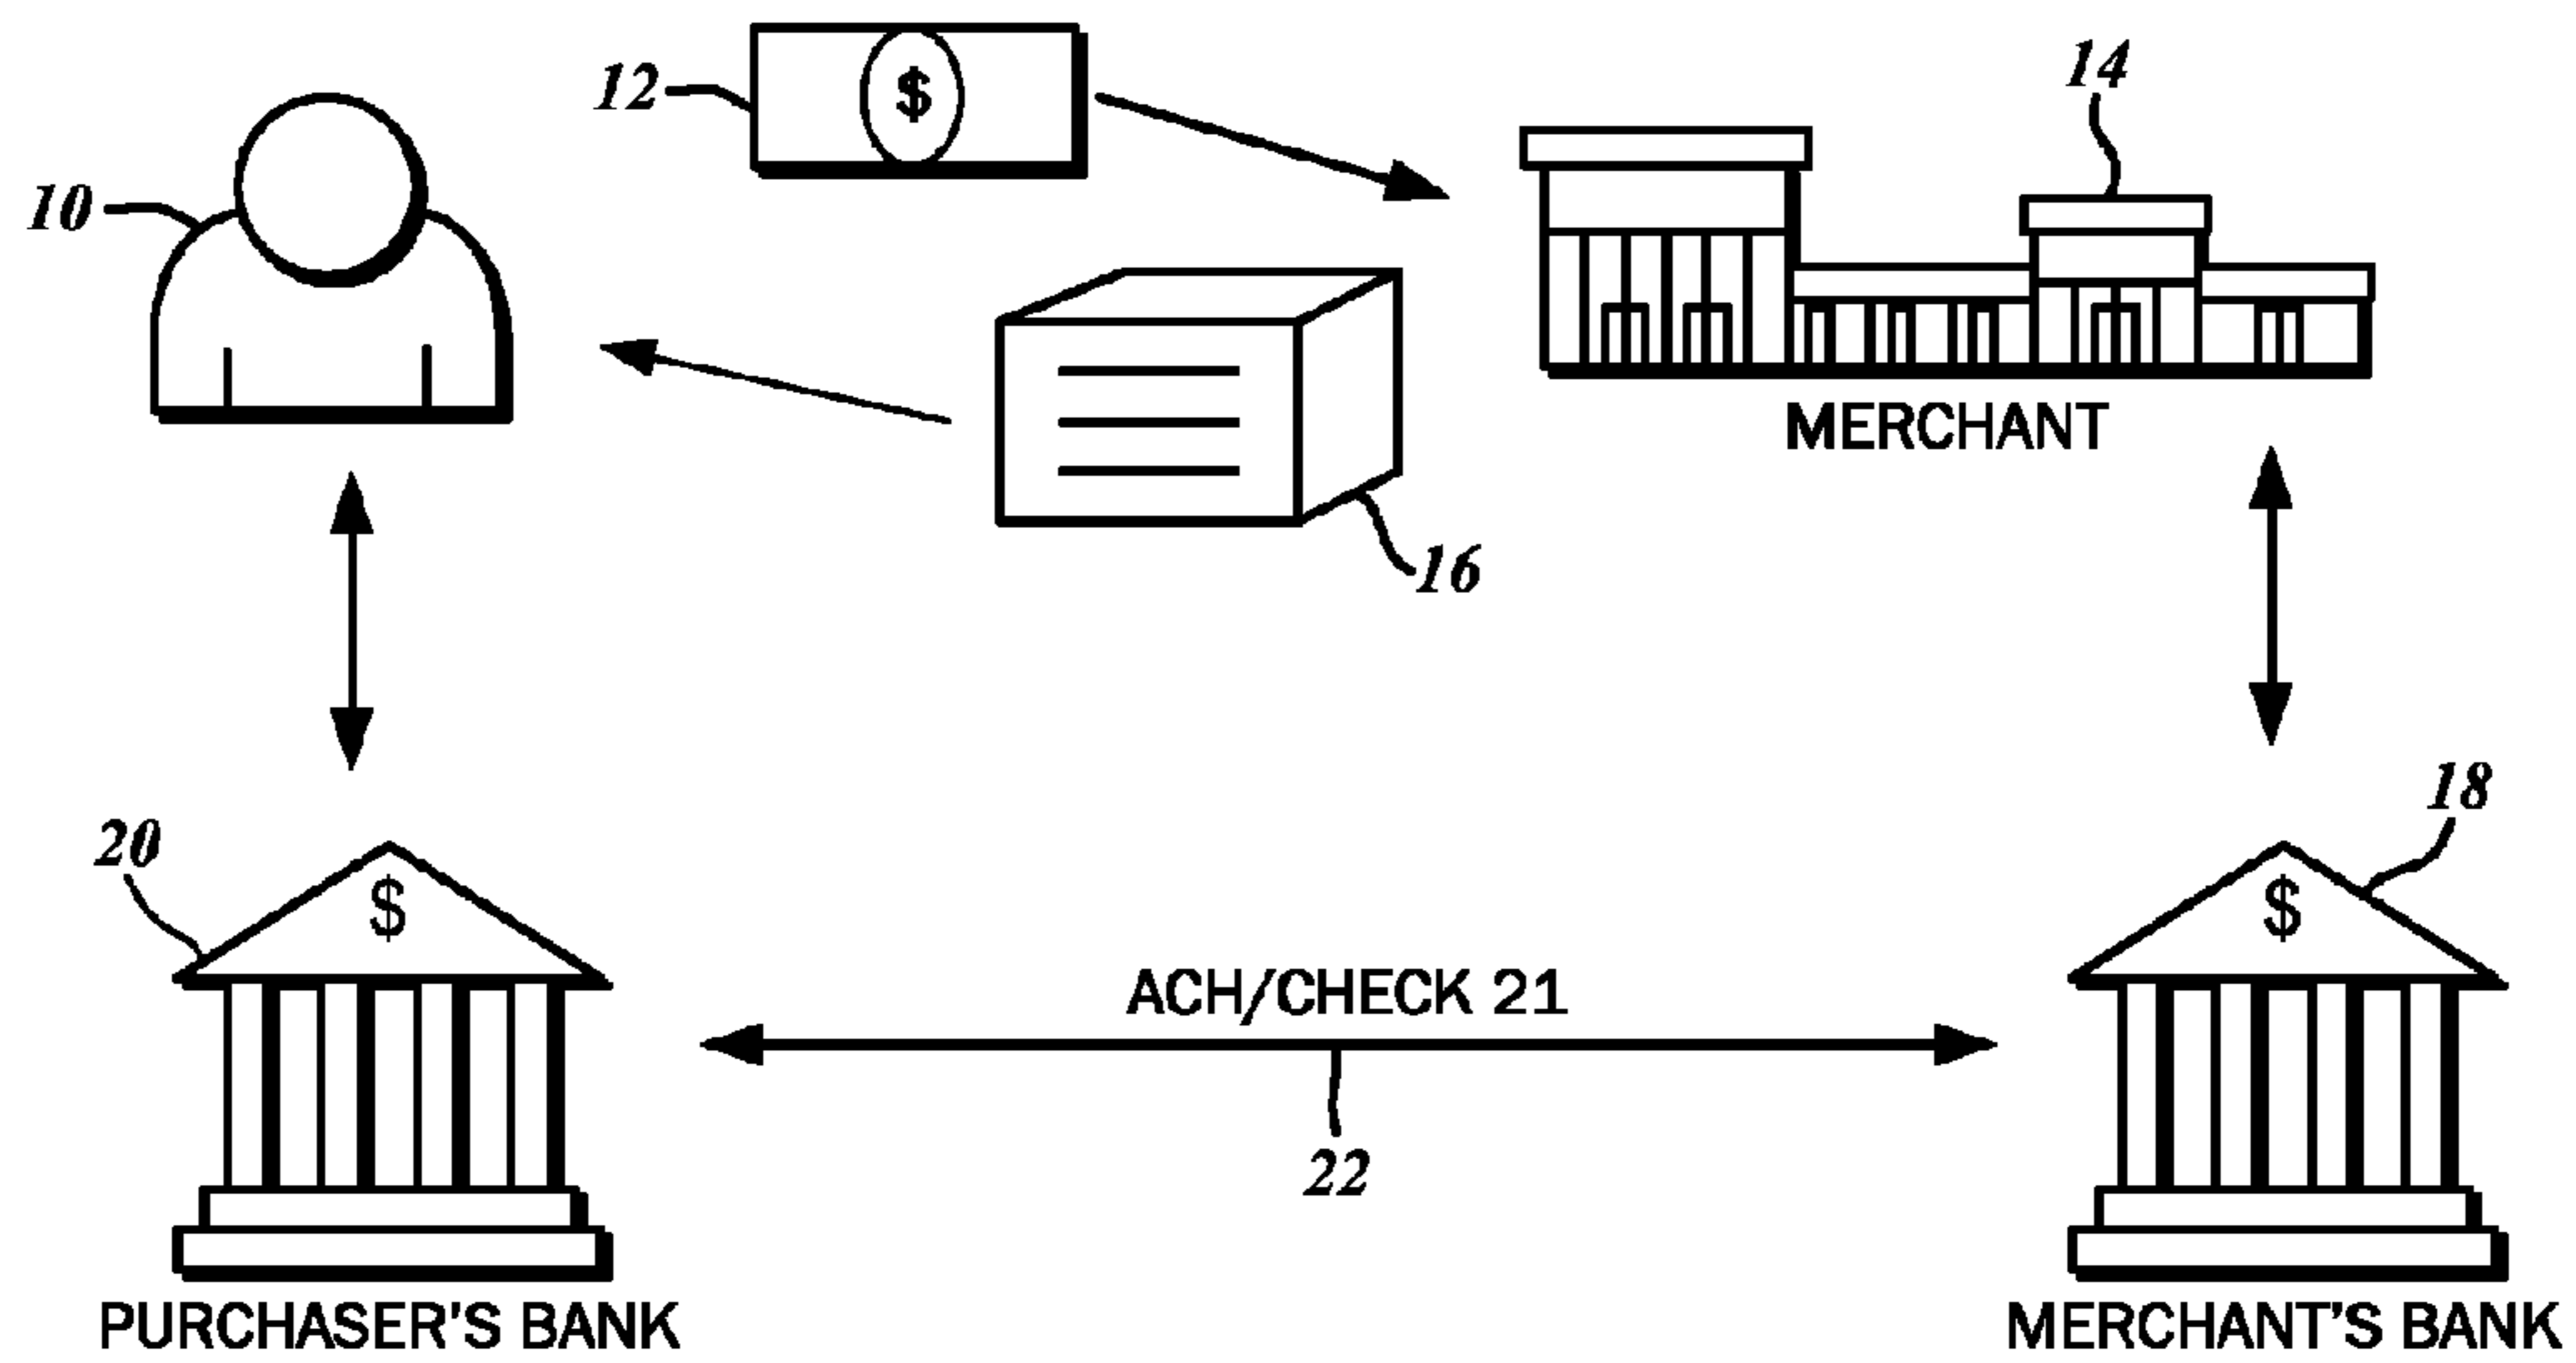 12
$
14
10
MERCHANT
16
20
$
18
$
ACH/CHECK 21
22
PURCHASER'S BANK
MERCHANT'S BANK